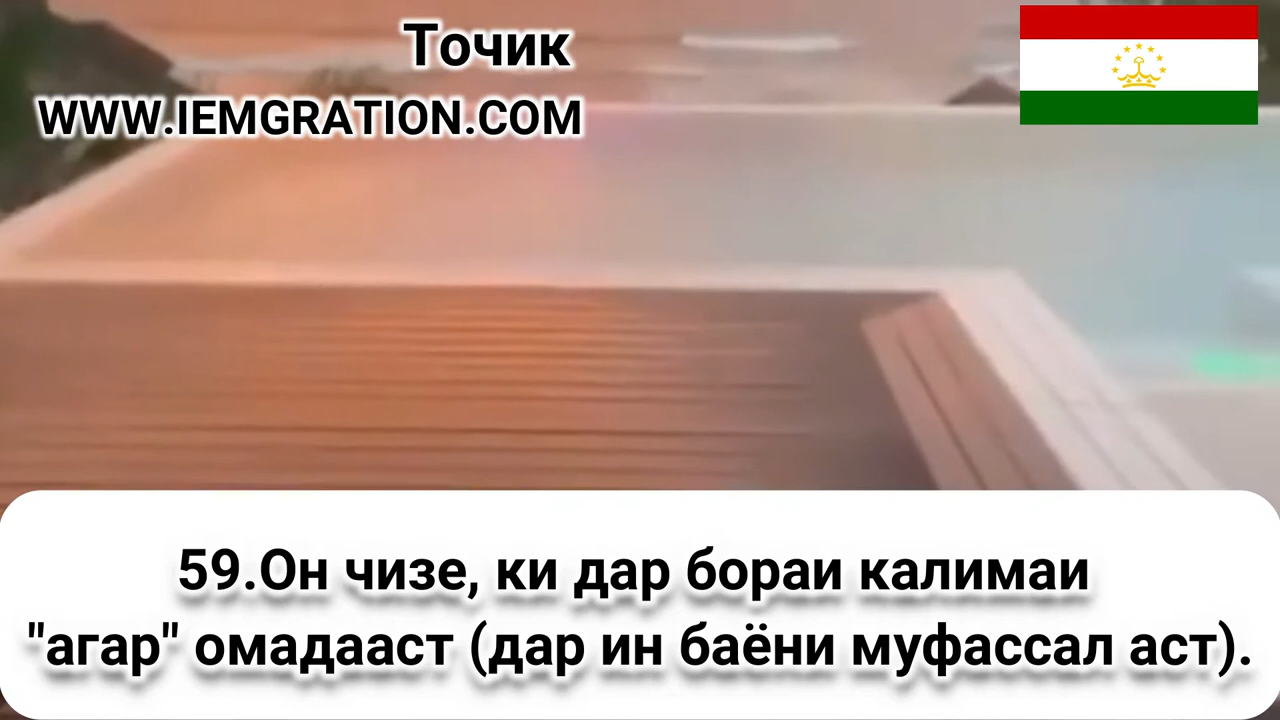 Точик
WWW.IEMGRATION.COM
59.Он чизе, ки дар бораи калимаи
"агар" омадааст (дар ин баёни муфассал аст).